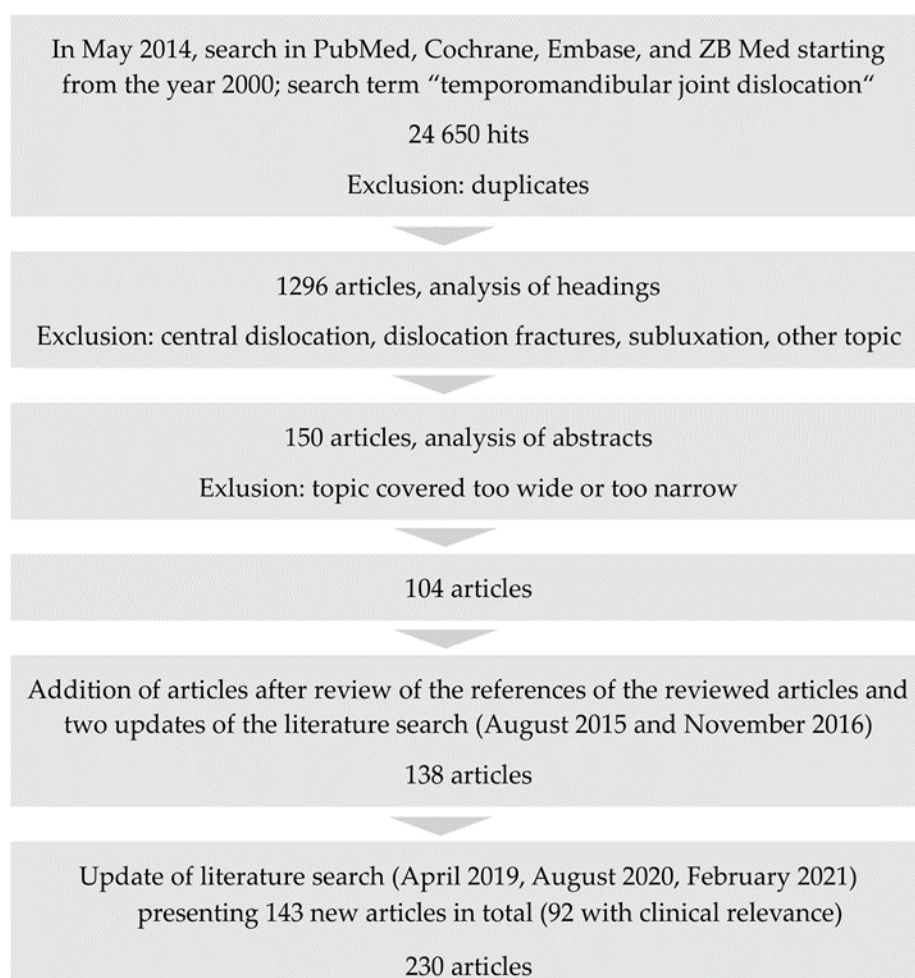 In May 2014, search in PubMed, Cochrane, Embase, and ZB Med starting
from the year 2000; search term “temporomandibular joint dislocation“
24 650 hits
Exclusion: duplicates
1296 articles, analysis of headings
Exclusion: central dislocation, dislocation fractures, subluxation, other topic
150 articles, analysis of abstracts
Exlusion: topic covered too wide or too narrow
104 articles
Addition of articles after review of the references of the reviewed articles and
two updates of the literature search (August 2015 and November 2016)
138 articles
Update of literature search (April 2019, August 2020, February 2021)
presenting 143 new articles in total (92 with clinical relevance)
230 articles